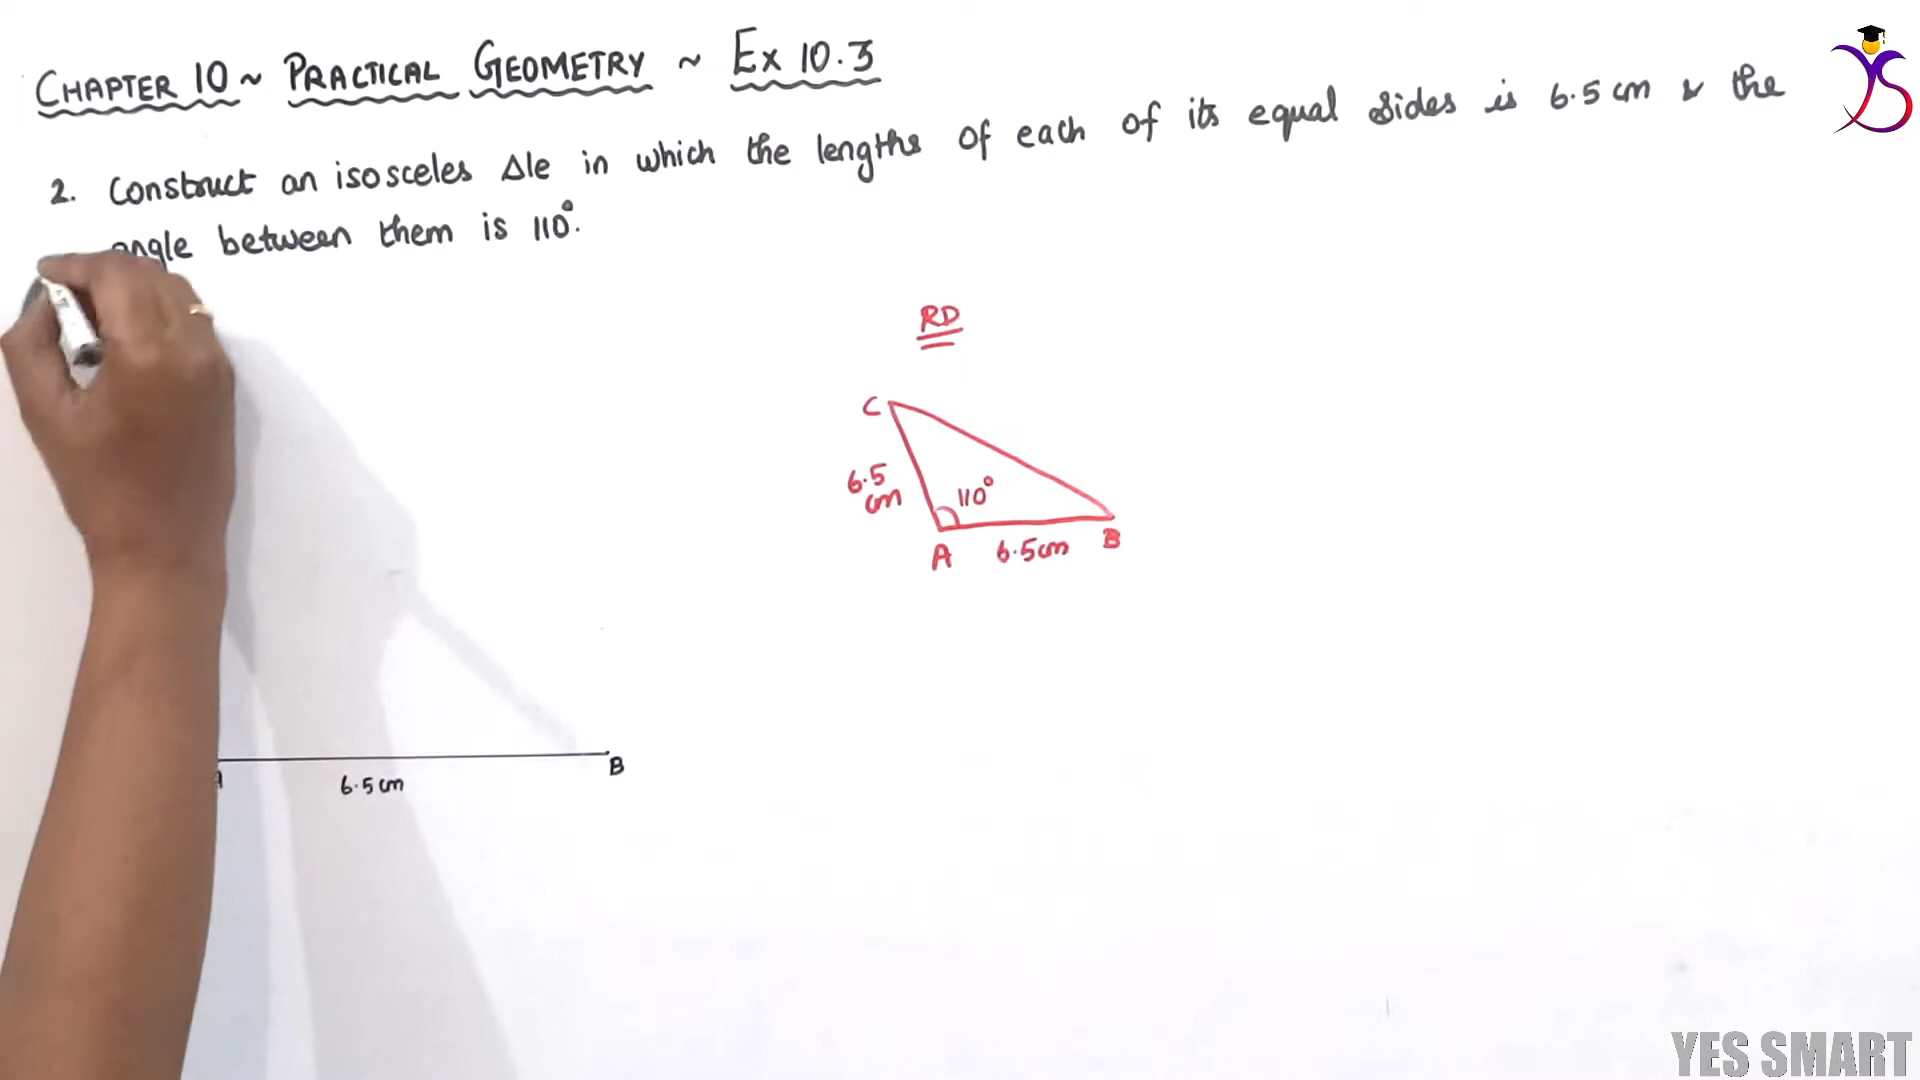 CHAPTER 10 ~ PRACTICAL GEOMETRY ~ Ex 10.3
2. Construct an isosceles Δle in which the lengths of each of its equal sides is 6.5 cm & the
angle between them is 110°.
RD
C
6.5
cm
110°
A 6.5cm B
A 6.5cm B
YES SMART